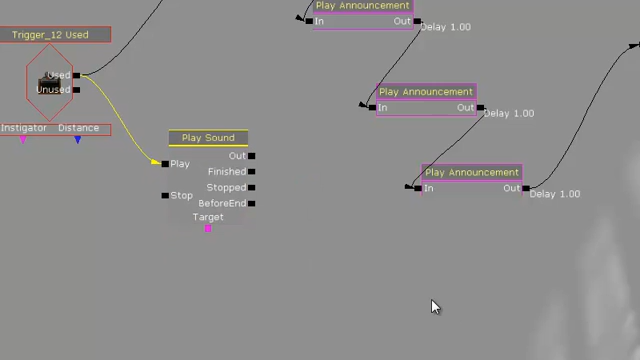 Play Announcement
In Out
Delay 1.00
Trigger_12 Used
Used
Unused
Instigator Distance
Play Announcement
In Out
Delay 1.00
Play Sound
Play Out
Finished
Stop Stopped
BeforeEnd
Target
Play Announcement
In Out
Delay 1.00